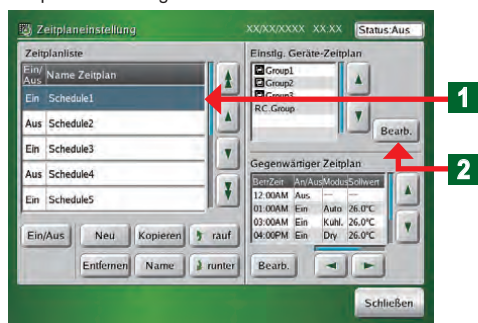 Zeitplaneinstellung XX/XX/XXXX XX:XX Status:Aus
Zeitplanliste
Ein/Aus Name Zeitplan
Ein Schedule1
Aus Schedule2
Ein Schedule3
Aus Schedule4
Ein Schedule5
Ein/Aus Neu Kopieren rauf
Entfernen Name runter
Einstlg. Geräte-Zeitplan
Group1
Group2
Group3
RC Group
Bearb.
1
2
Gegenwärtiger Zeitplan
BetrZeit An/Aus Modus Sollwert
12:00AM Aus --- ---
01:00AM Ein Auto 26.0°C
03:00AM Ein Kühl. 26.0°C
04:00PM Ein Dry 26.0°C
Bearb.
Schließen